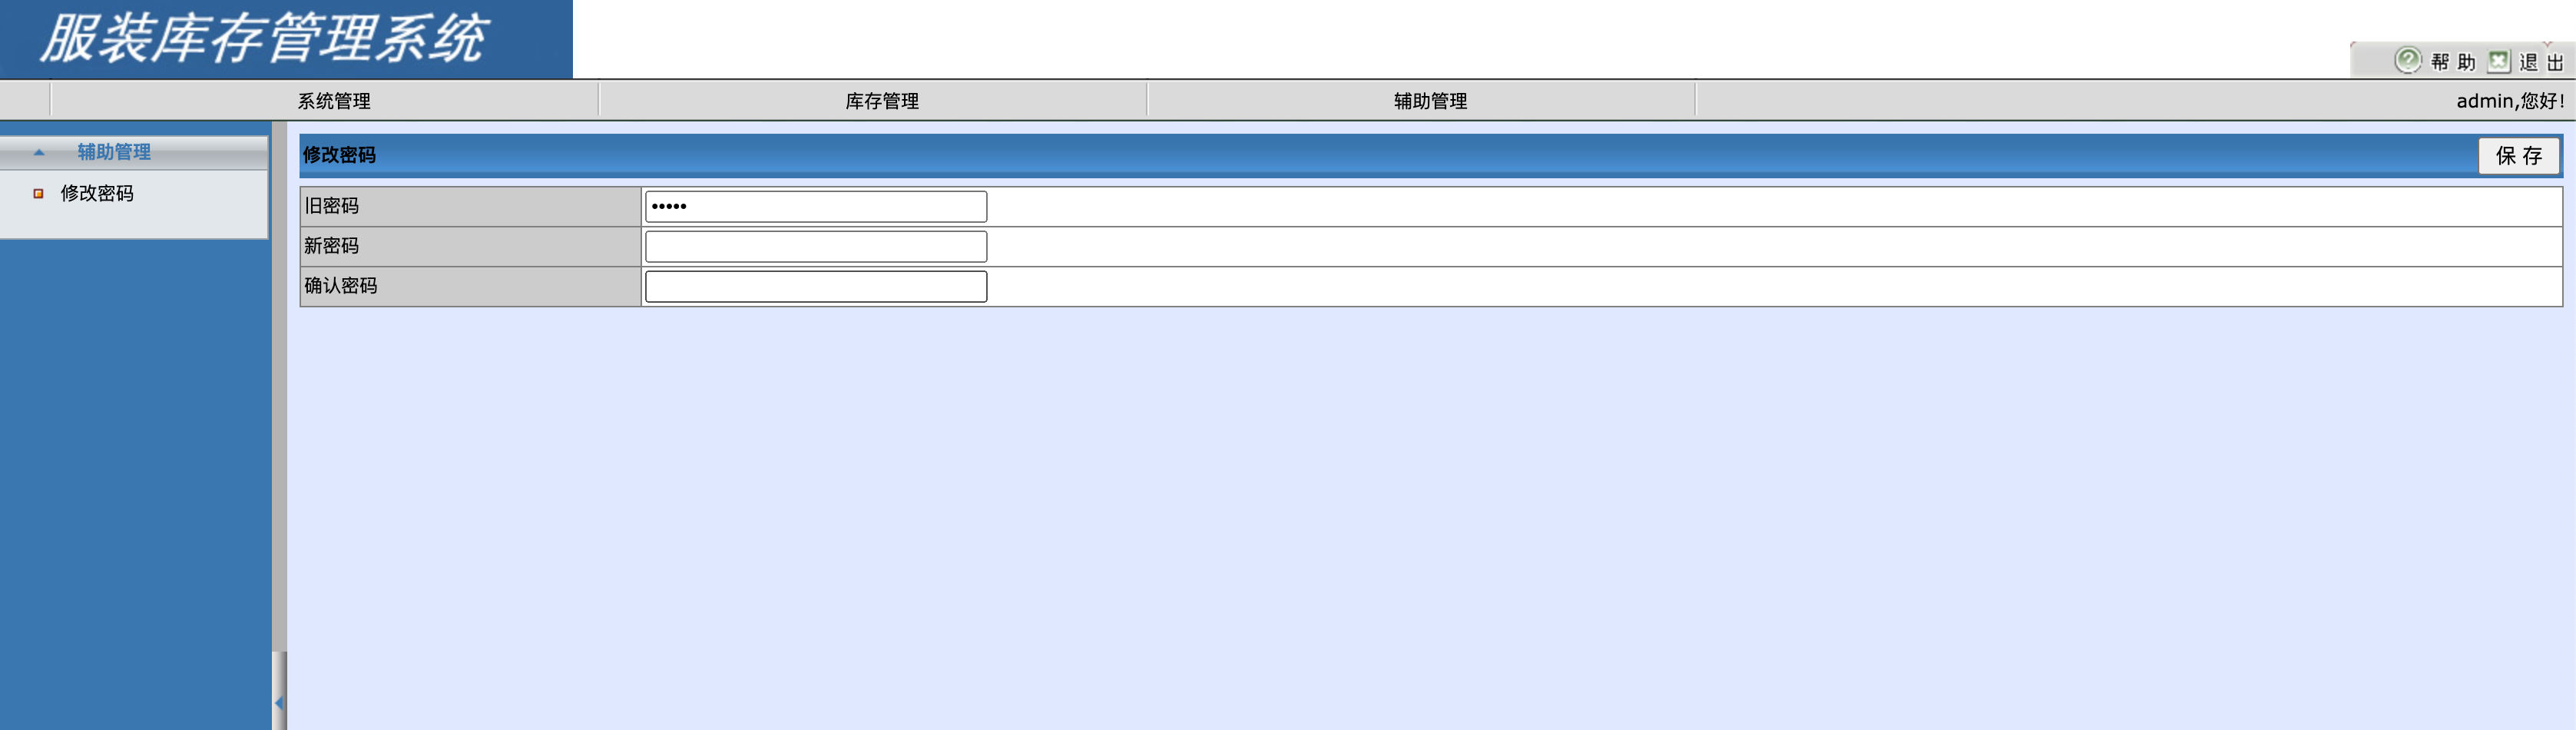 服装库存管理系统
帮 助 退 出
系统管理 库存管理 辅助管理 admin,您好!
辅助管理
修改密码
修改密码 保 存
旧密码 •••••
新密码
确认密码